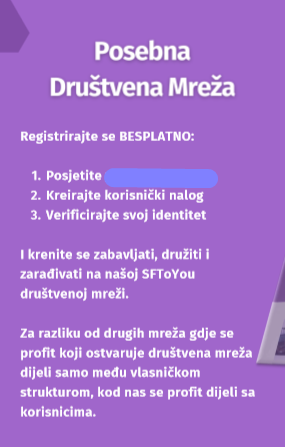 Posebna
Društvena Mreža
Registrirajte se BESPLATNO:
1. Posjetite
2. Kreirajte korisnički nalog
3. Verificirajte svoj identitet
I krenite se zabavljati, družiti i
zarađivati na našoj SFToYou
društvenoj mreži.
Za razliku od drugih mreža gdje se
profit koji ostvaruje društvena mreža
dijeli samo među vlasničkom
strukturom, kod nas se profit dijeli sa
korisnicima.